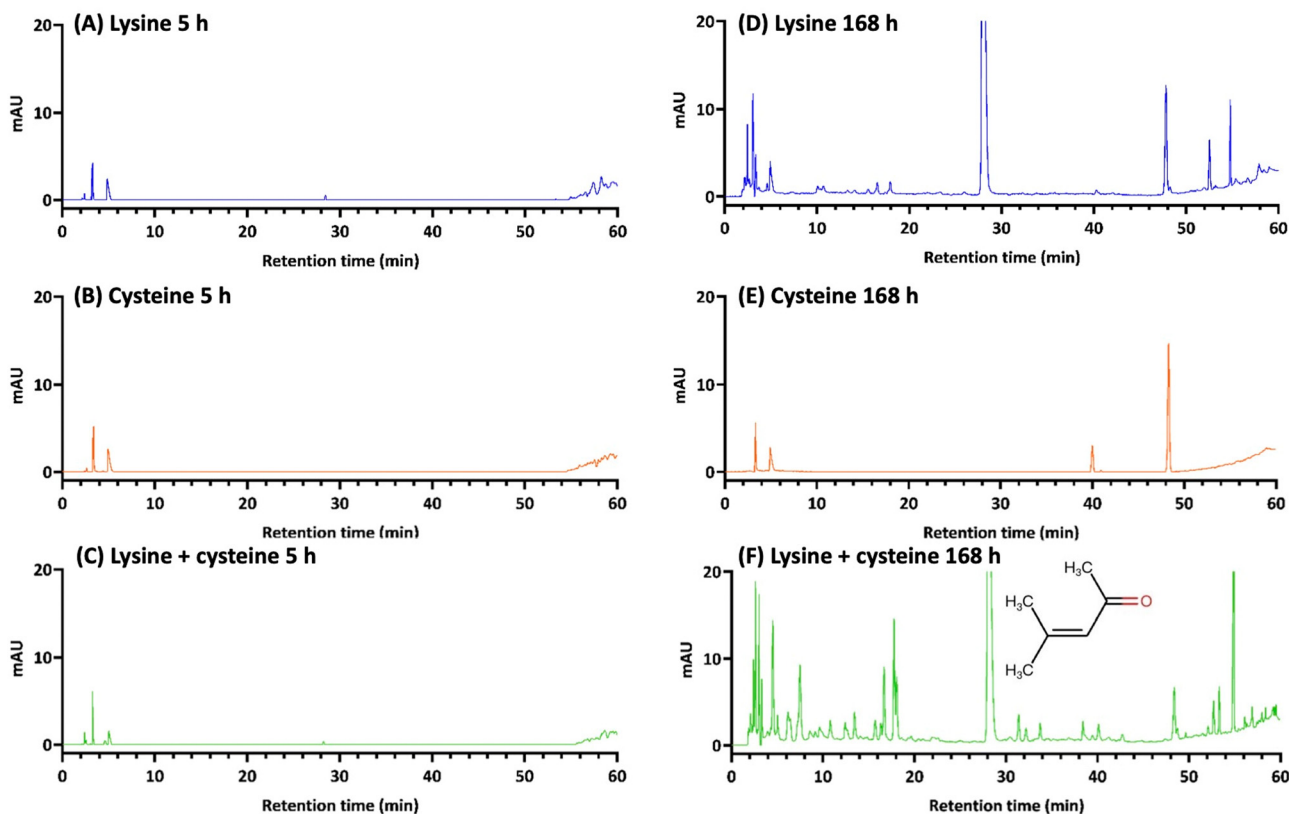 (A) Lysine 5 h
20
10
0
mAU
0 10 20 30 40 50 60
Retention time (min)
(D) Lysine 168 h
20
10
0
mAU
0 10 20 30 40 50 60
Retention time (min)
(B) Cysteine 5 h
20
10
0
mAU
0 10 20 30 40 50 60
Retention time (min)
(E) Cysteine 168 h
20
10
0
mAU
0 10 20 30 40 50 60
Retention time (min)
(C) Lysine + cysteine 5 h
20
10
0
mAU
0 10 20 30 40 50 60
Retention time (min)
(F) Lysine + cysteine 168 h
20
10
0
mAU
H₃C
H₃C
O
H₃C
0 10 20 30 40 50 60
Retention time (min)